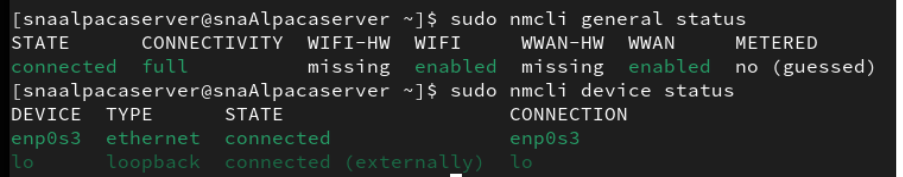 [snaalpacaserver@snaAlpacaserver ~]$ sudo nmcli general status
STATE      CONNECTIVITY  WIFI-HW  WIFI     WWAN-HW  WWAN     METERED
connected  full          missing  enabled  missing  enabled  no (guessed)
[snaalpacaserver@snaAlpacaserver ~]$ sudo nmcli device status
DEVICE  TYPE      STATE                   CONNECTION
enp0s3  ethernet  connected               enp0s3
lo      loopback  connected (externally)  lo